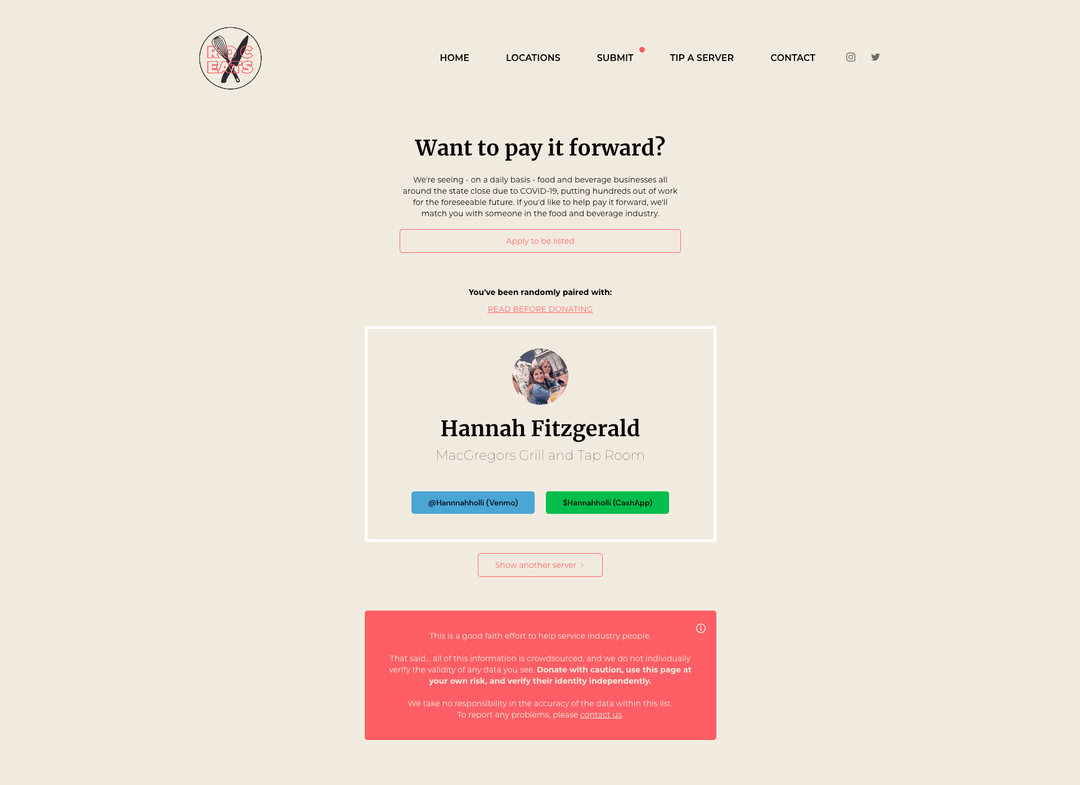 ROC
EATS
HOME LOCATIONS SUBMIT TIP A SERVER CONTACT
Want to pay it forward?
We're seeing - on a daily basis - food and beverage businesses all
around the state close due to COVID-19, putting hundreds out of work
for the foreseeable future. If you'd like to help pay it forward, we'll
match you with someone in the food and beverage industry.
Apply to be listed
You've been randomly paired with:
READ BEFORE DONATING
Hannah Fitzgerald
MacGregors Grill and Tap Room
@Hannnahholli (Venmo) $Hannahholli (CashApp)
Show another server >
This is a good faith effort to help service industry people.
That said... all of this information is crowdsourced, and we do not individually
verify the validity of any data you see. Donate with caution, use this page at
your own risk, and verify their identity independently.
We take no responsibility in the accuracy of the data within this list.
To report any problems, please contact us.